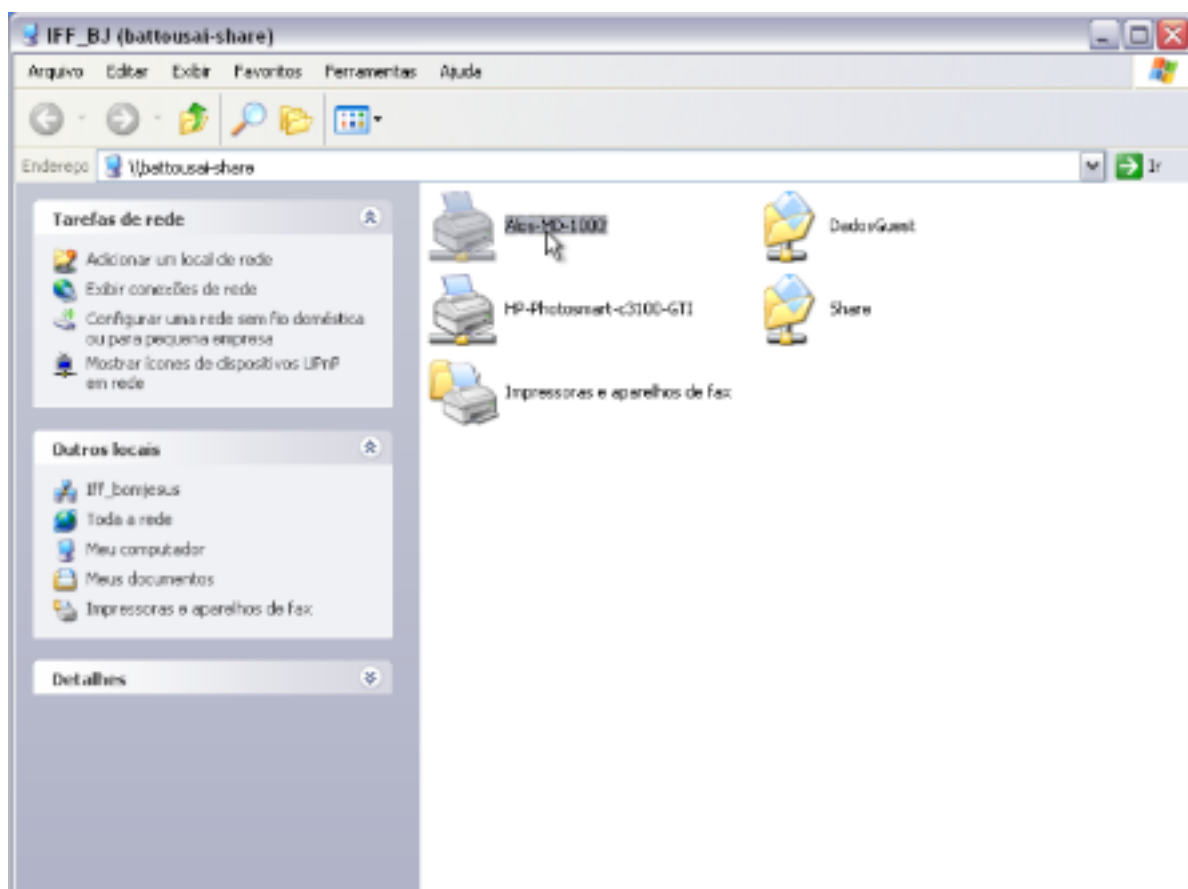 IFF_BJ (battousai-share)
Arquivo Editar Exibir Favoritos Ferramentas Ajuda
Endereço \\battousai-share Ir
Tarefas de rede
Adicionar um local de rede
Exibir conexões de rede
Configurar uma rede sem fio doméstica
ou para pequena empresa
Mostrar ícones de dispositivos UPnP
em rede
Outros locais
Iff_bomjesus
Toda a rede
Meu computador
Meus documentos
Impressoras e aparelhos de fax
Detalhes
Alps-MD-1000 DadosGuest
HP-Photosmart-c3100-GTI Share
Impressoras e aparelhos de fax